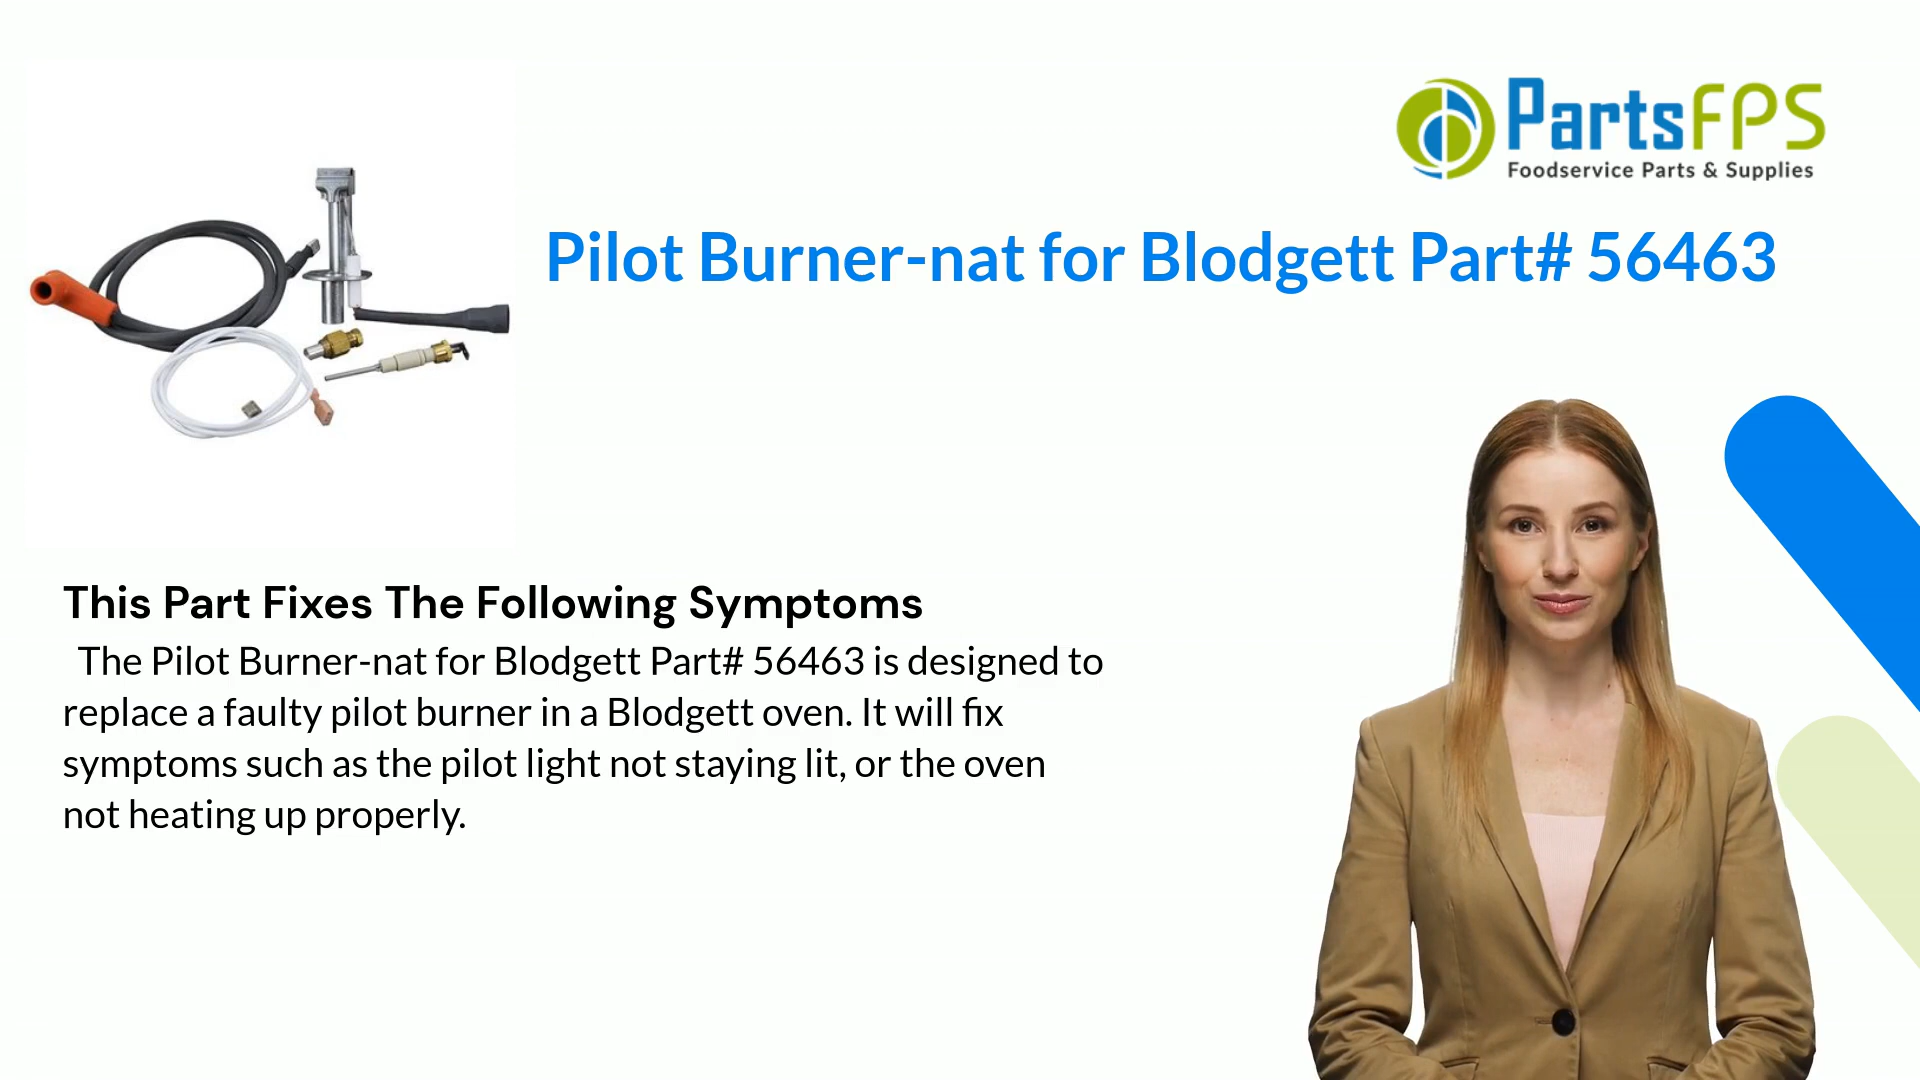 PartsFPS
Foodservice Parts & Supplies
Pilot Burner-nat for Blodgett Part# 56463
This Part Fixes The Following Symptoms
The Pilot Burner-nat for Blodgett Part# 56463 is designed to
replace a faulty pilot burner in a Blodgett oven. It will fix
symptoms such as the pilot light not staying lit, or the oven
not heating up properly.